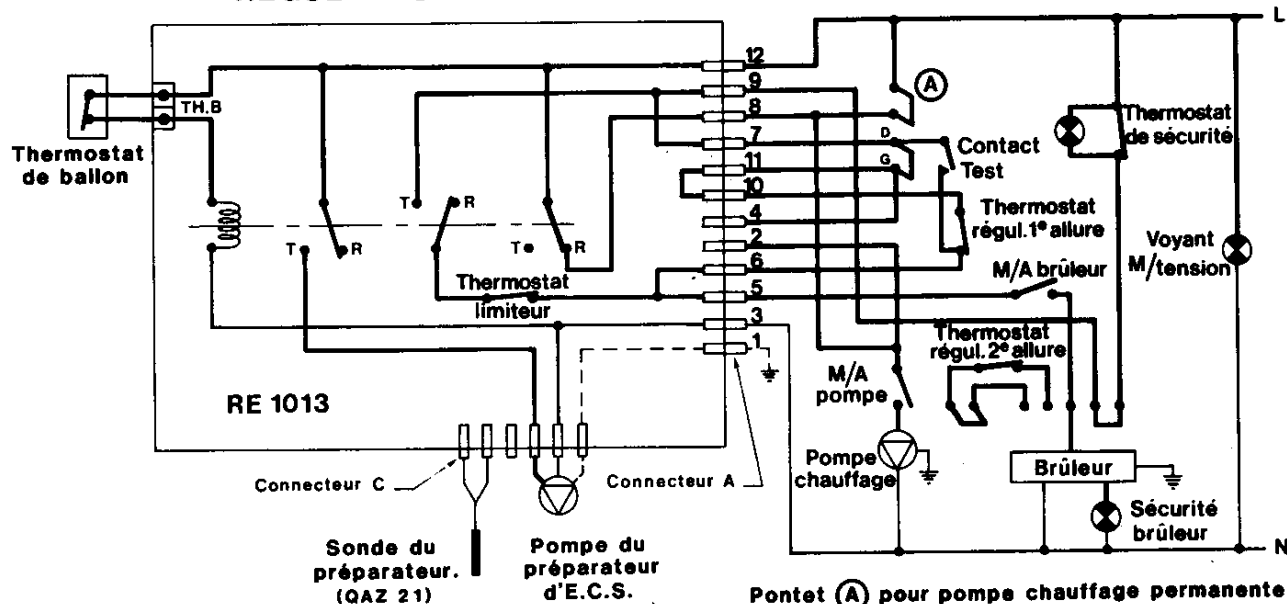 L
12
A
9
TH.B
8
Thermostat
de ballon
7
D
Contact
Test
Thermostat
de sécurité
11
G
10
T
R
T
R
T
R
4
Thermostat
régul. 1e allure
2
Voyant
M/tension
6
M/A brûleur
Thermostat
limiteur
5
3
Thermostat
régul. 2e allure
1
M/A
pompe
RE 1013
Connecteur C
Connecteur A
Pompe
chauffage
Brûleur
Sécurité
brûleur
Sonde du
préparateur.
(QAZ 21)
Pompe du
préparateur
d'E.C.S.
N
Pontet A pour pompe chauffage permanente